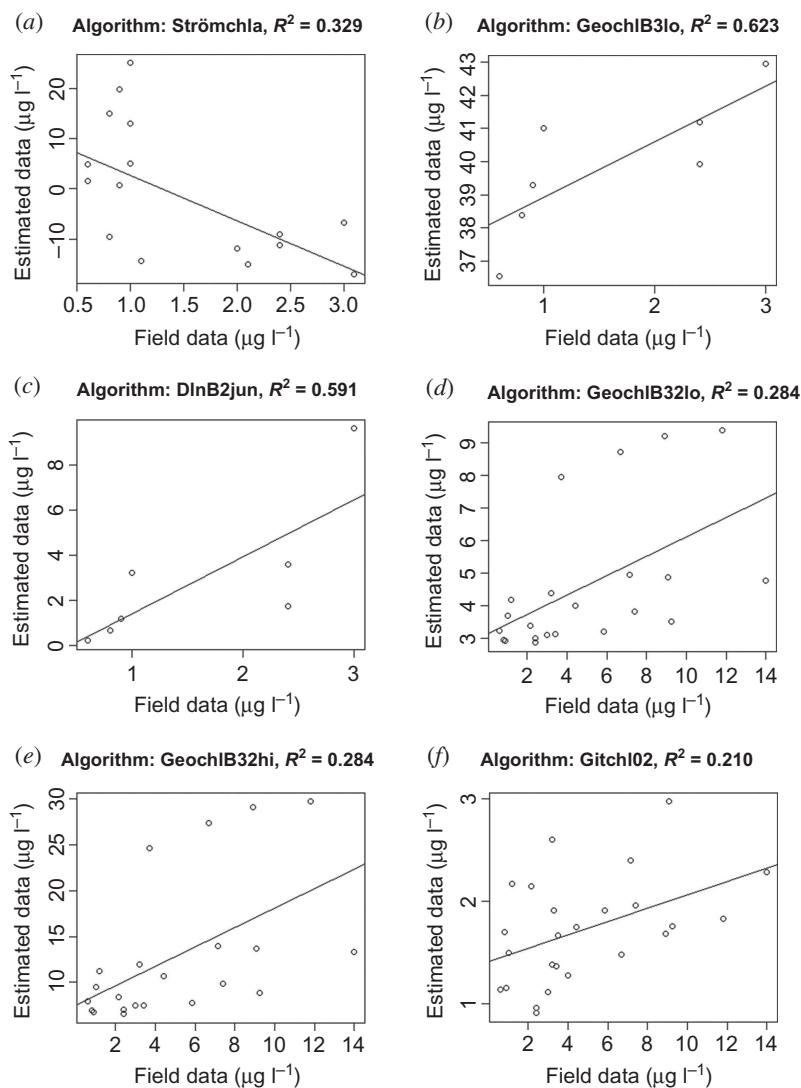 (a) Algorithm: Strömchla, R² = 0.329
Estimated data (μg l⁻¹)
−10 0 10 20
0.5 1.0 1.5 2.0 2.5 3.0
Field data (μg l⁻¹)
(b) Algorithm: GeochlB3lo, R² = 0.623
Estimated data (μg l⁻¹)
37 38 39 40 41 42 43
1 2 3
Field data (μg l⁻¹)
(c) Algorithm: DlnB2jun, R² = 0.591
Estimated data (μg l⁻¹)
0 2 4 6 8
1 2 3
Field data (μg l⁻¹)
(d) Algorithm: GeochlB32lo, R² = 0.284
Estimated data (μg l⁻¹)
3 4 5 6 7 8 9
2 4 6 8 10 12 14
Field data (μg l⁻¹)
(e) Algorithm: GeochlB32hi, R² = 0.284
Estimated data (μg l⁻¹)
10 15 20 25 30
2 4 6 8 10 12 14
Field data (μg l⁻¹)
(f) Algorithm: Gitchl02, R² = 0.210
Estimated data (μg l⁻¹)
1 2 3
2 4 6 8 10 12 14
Field data (μg l⁻¹)